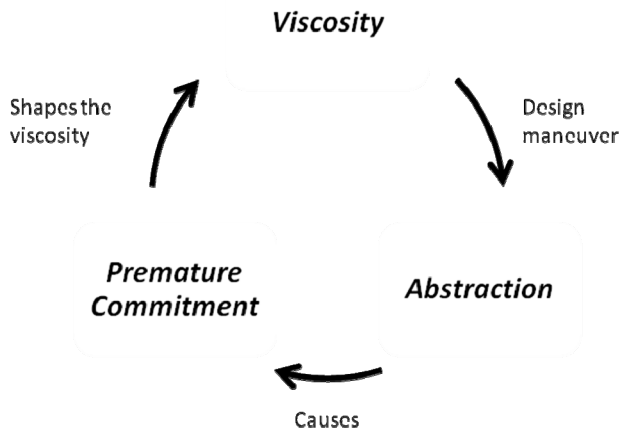 Viscosity
Shapes the
viscosity
Design
maneuver
Premature
Commitment
Abstraction
Causes